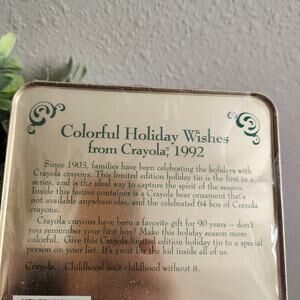 Colorful Holiday Wishes
from Crayola® 1992
Since 1903, families have been celebrating the holidays with
Crayola crayons. This limited edition holiday tin is the first in a
series, and is the ideal way to capture the spirit of the season.
Inside this festive container is a Crayola bear ornament that's
not available anywhere else, and the celebrated 64 box of Crayola
crayons.
Crayola crayons have been a favorite gift for 90 years -- don't
you remember your first box? Make this holiday season more
colorful. Give this Crayola limited edition holiday tin to a special
person on your list. It's great for the kid inside all of us.
Crayola. Childhood isn't childhood without it.